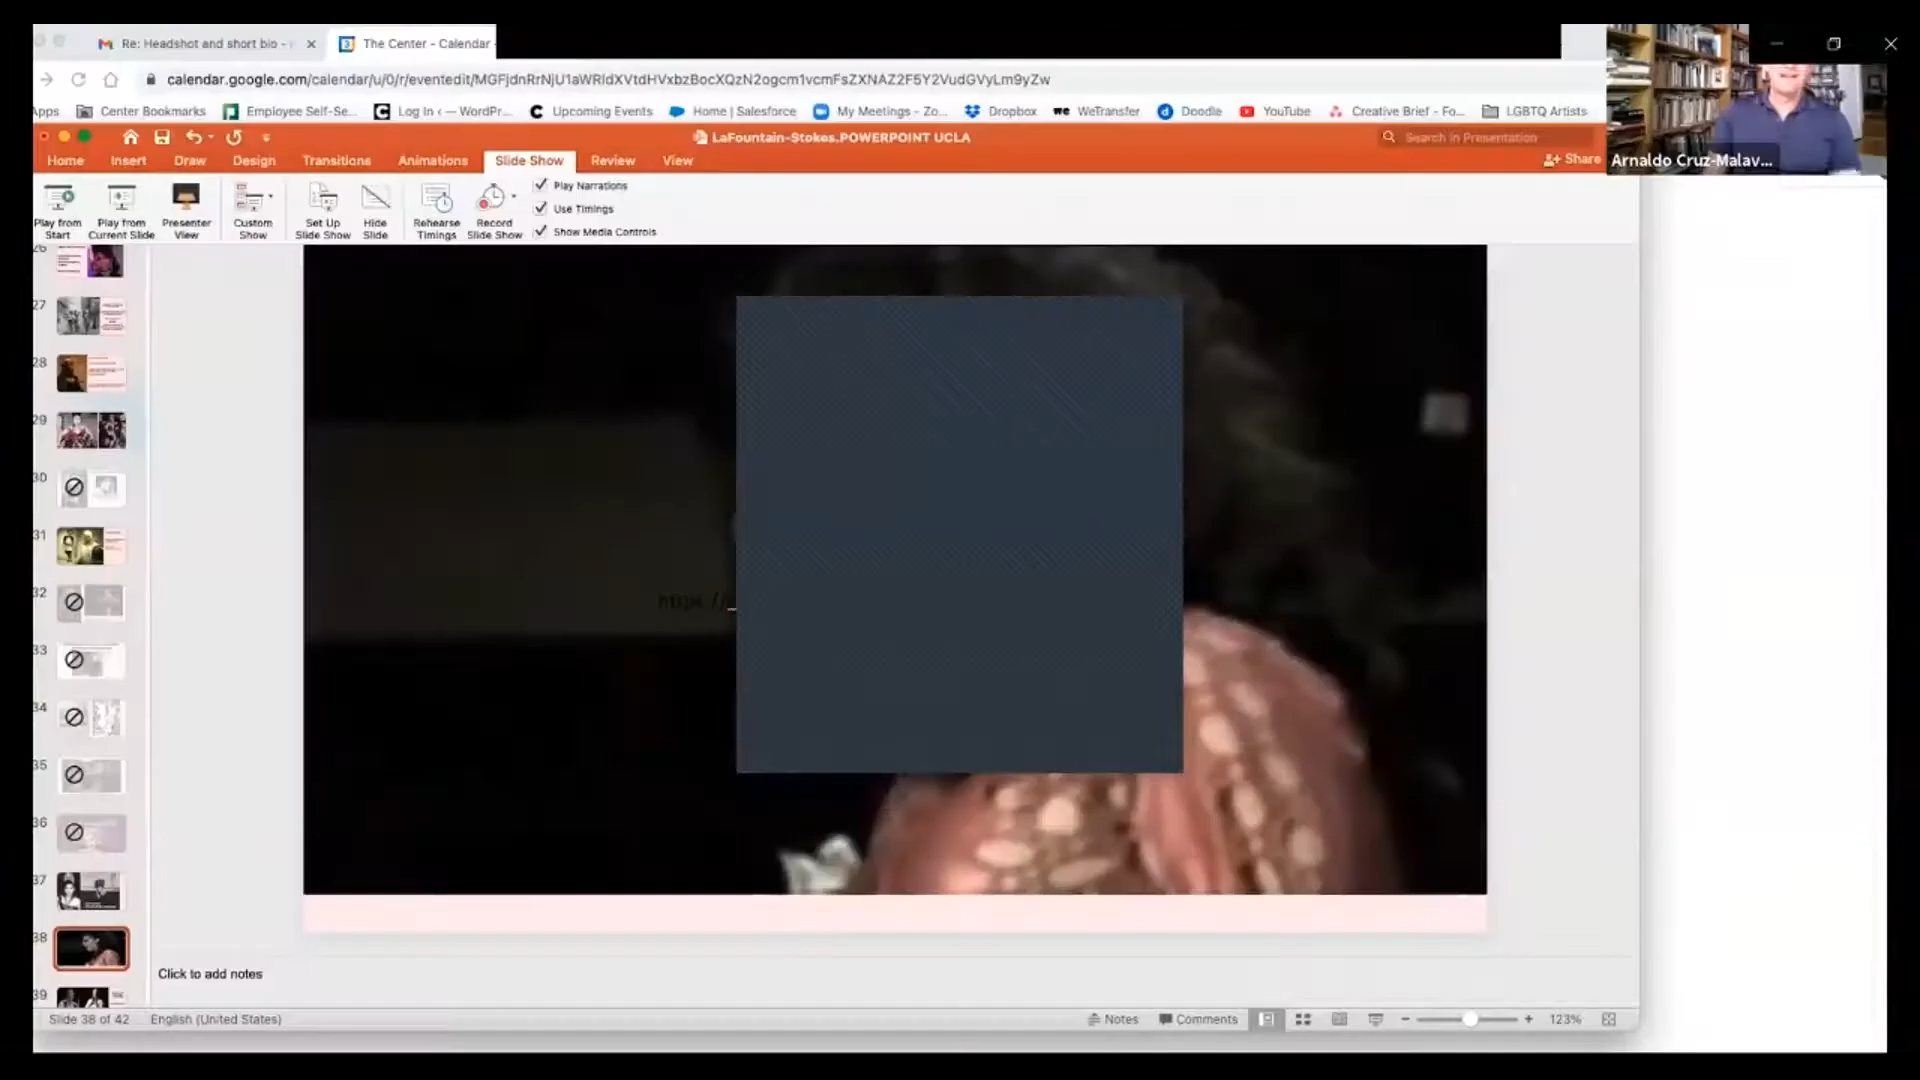 Re: Headshot and short bio -
The Center - Calendar -
calendar.google.com/calendar/u/0/r/eventedit/MGFjdnRrNjU1aWRldXVtdHVxbzBocXQzN2ogcm1vcmFsZXNAZ2F5Y2VudGVyLm9yZw
Apps Center Bookmarks Employee Self-Se... Log In ‹ — WordPr... Upcoming Events Home | Salesforce My Meetings - Zo... Dropbox WeTransfer Doodle YouTube Creative Brief - Fo... LGBTQ Artists
LaFountain-Stokes.POWERPOINT UCLA
Search in Presentation
Home Insert Draw Design Transitions Animations Slide Show Review View
Share
Arnaldo Cruz-Malav...
Play from Start
Play from Current Slide
Presenter View
Custom Show
Set Up Slide Show
Hide Slide
Rehearse Timings
Record Slide Show
Play Narrations
Use Timings
Show Media Controls
26
27
28
29
30
31
32
33
34
35
36
37
38
39
https://
Click to add notes
Slide 38 of 42 English (United States)
Notes Comments 123%